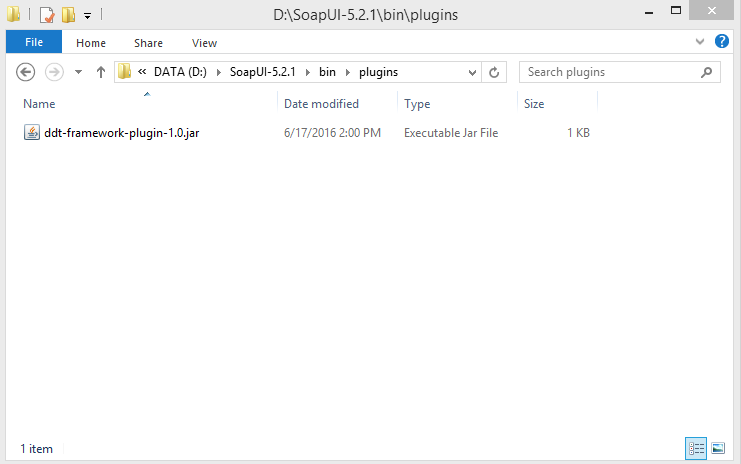 D:\SoapUI-5.2.1\bin\plugins
File Home Share View
« DATA (D:) SoapUI-5.2.1 bin plugins Search plugins
Name Date modified Type Size
ddt-framework-plugin-1.0.jar 6/17/2016 2:00 PM Executable Jar File 1 KB
1 item